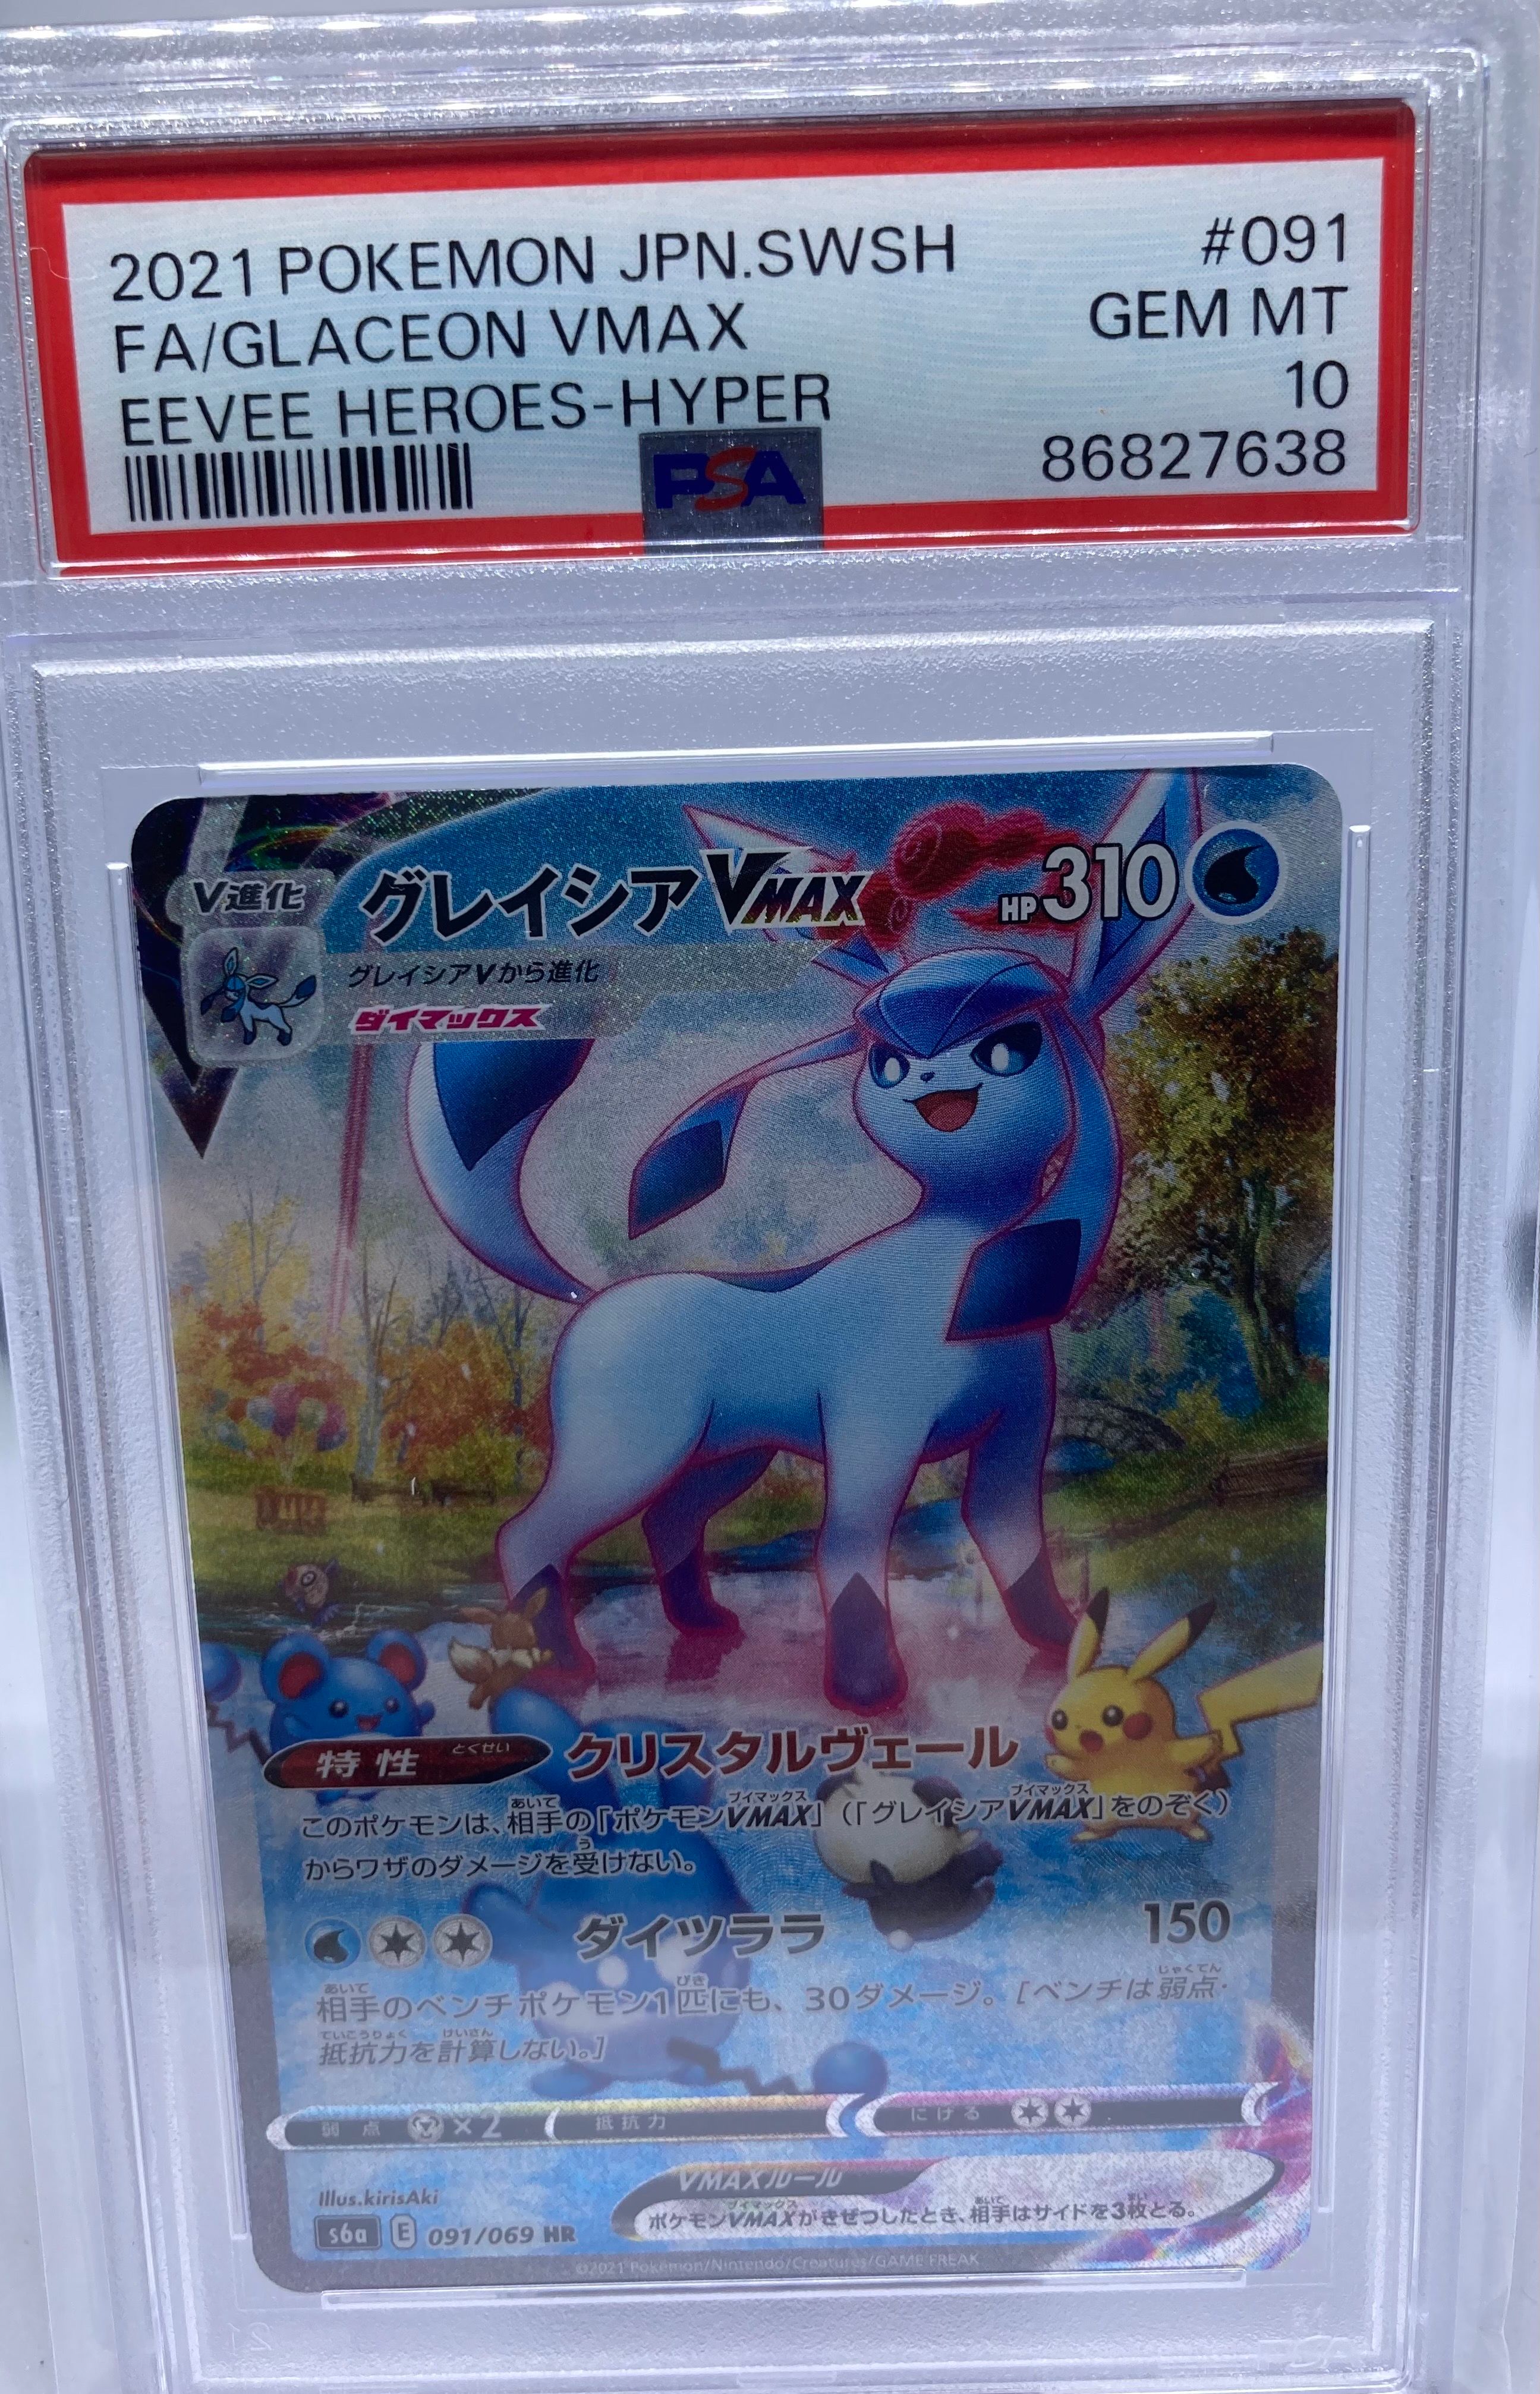 2021 POKEMON JPN.SWSH #091
FA/GLACEON VMAX GEM MT
EEVEE HEROES-HYPER 10
PSA 86827638
V進化
グレイシアVMAX HP310
グレイシアVから進化
ダイマックス
特性 とくせい クリスタルヴェール
このポケモンは、相手の「ポケモンVMAX」(「グレイシアVMAX」をのぞく)
からワザのダメージを受けない。
ダイツララ 150
相手のベンチポケモン1匹にも、30ダメージ。[ベンチは弱点・
抵抗力を計算しない。]
弱点 ×2 抵抗力 にげる
VMAXルール
ポケモンVMAXがきぜつしたとき、相手はサイドを3枚とる。
Illus.kirisAki
s6a E 091/069 HR
©2021 Pokémon/Nintendo/Creatures/GAME FREAK